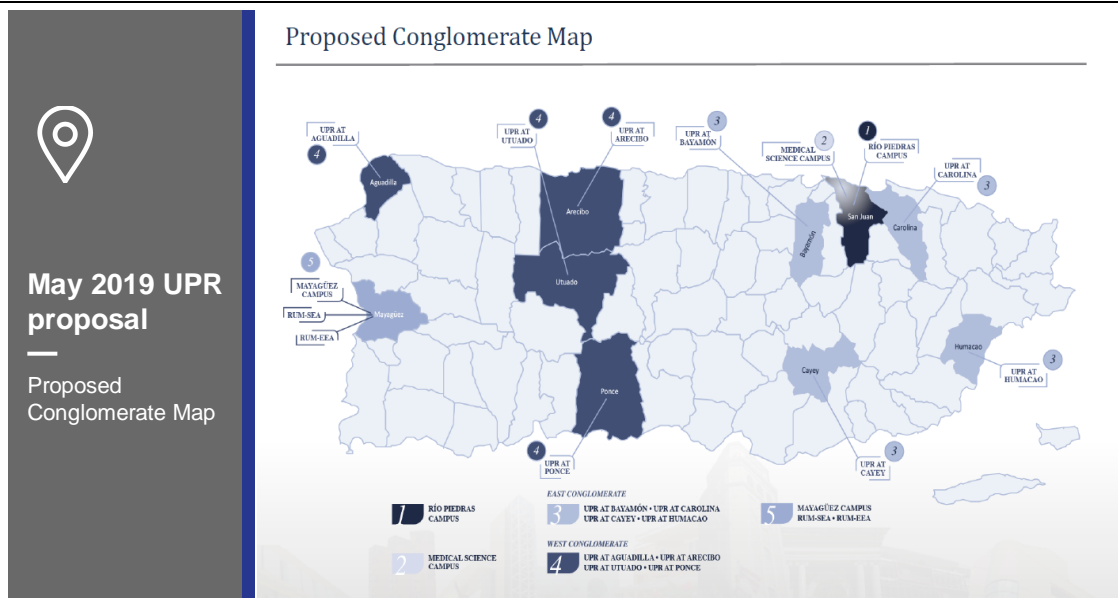 May 2019 UPR
proposal
Proposed
Conglomerate Map
Proposed Conglomerate Map
UPR AT
AGUADILLA
4
4
UPR AT
UTUADO
4
UPR AT
ARECIBO
3
UPR AT
BAYAMÓN
2
MEDICAL
SCIENCE CAMPUS
1
RÍO PIEDRAS
CAMPUS
UPR AT
CAROLINA
3
Aguadilla
Arecibo
Utuado
Ponce
Bayamón
San Juan
Carolina
5
MAYAGÜEZ
CAMPUS
RUM-SEA
RUM-EEA
Mayagüez
Cayey
Humacao
3
UPR AT
HUMACAO
4
UPR AT
PONCE
3
UPR AT
CAYEY
1 RÍO PIEDRAS
CAMPUS
2 MEDICAL SCIENCE
CAMPUS
EAST CONGLOMERATE
3 UPR AT BAYAMÓN • UPR AT CAROLINA
UPR AT CAYEY • UPR AT HUMACAO
WEST CONGLOMERATE
4 UPR AT AGUADILLA • UPR AT ARECIBO
UPR AT UTUADO • UPR AT PONCE
5 MAYAGÜEZ CAMPUS
RUM-SEA • RUM-EEA